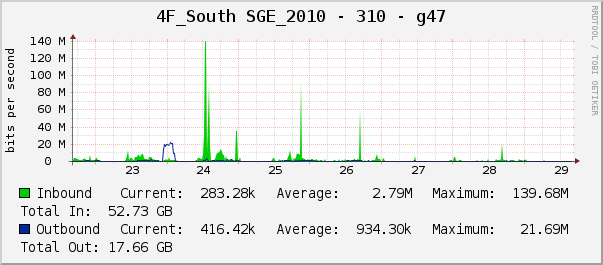 4F_South SGE_2010 - 310 - g47
RRDTOOL / TOBI OETIKER
bits per second
140 M
120 M
100 M
80 M
60 M
40 M
20 M
0
23 24 25 26 27 28 29
Inbound Current: 283.28k Average: 2.79M Maximum: 139.68M
Total In: 52.73 GB
Outbound Current: 416.42k Average: 934.30k Maximum: 21.69M
Total Out: 17.66 GB